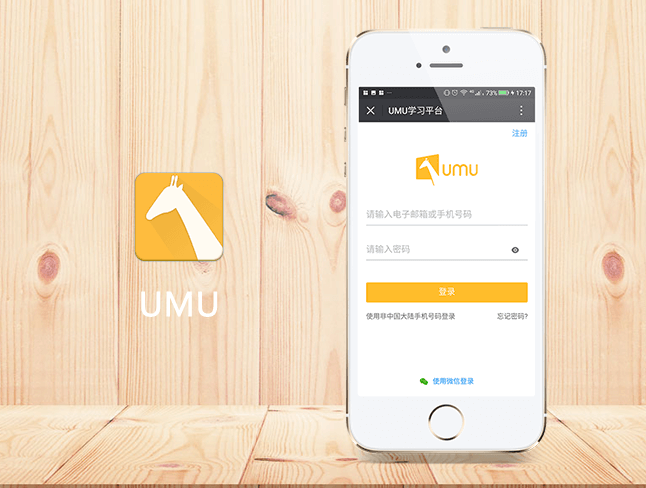 UMU
73% 17:17
UMU学习平台
注册
umu
请输入电子邮箱或手机号码
请输入密码
登录
使用非中国大陆手机号码登录 忘记密码?
使用微信登录